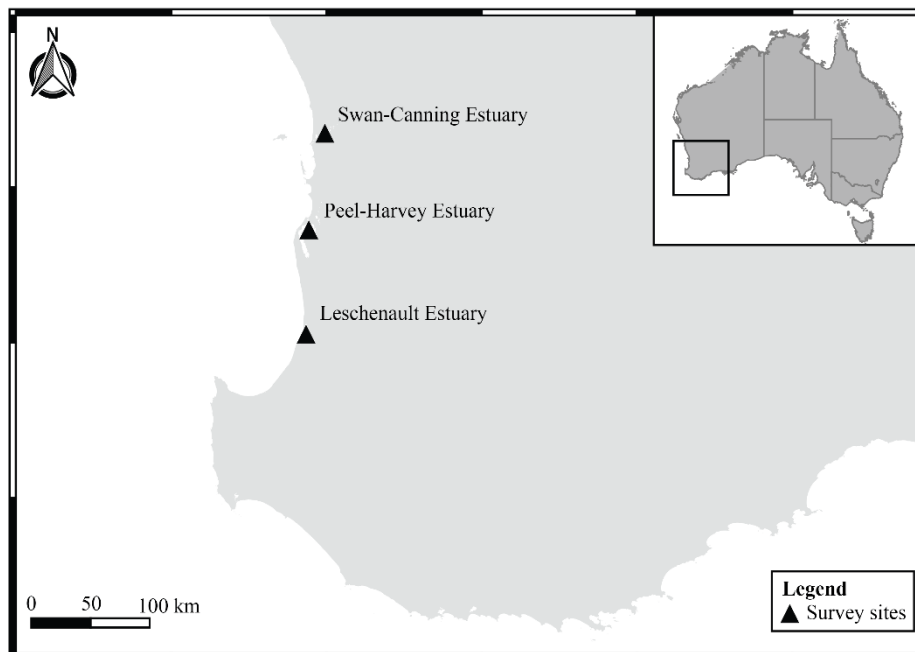 N
Swan-Canning Estuary
Peel-Harvey Estuary
Leschenault Estuary
0 50 100 km
Legend
Survey sites